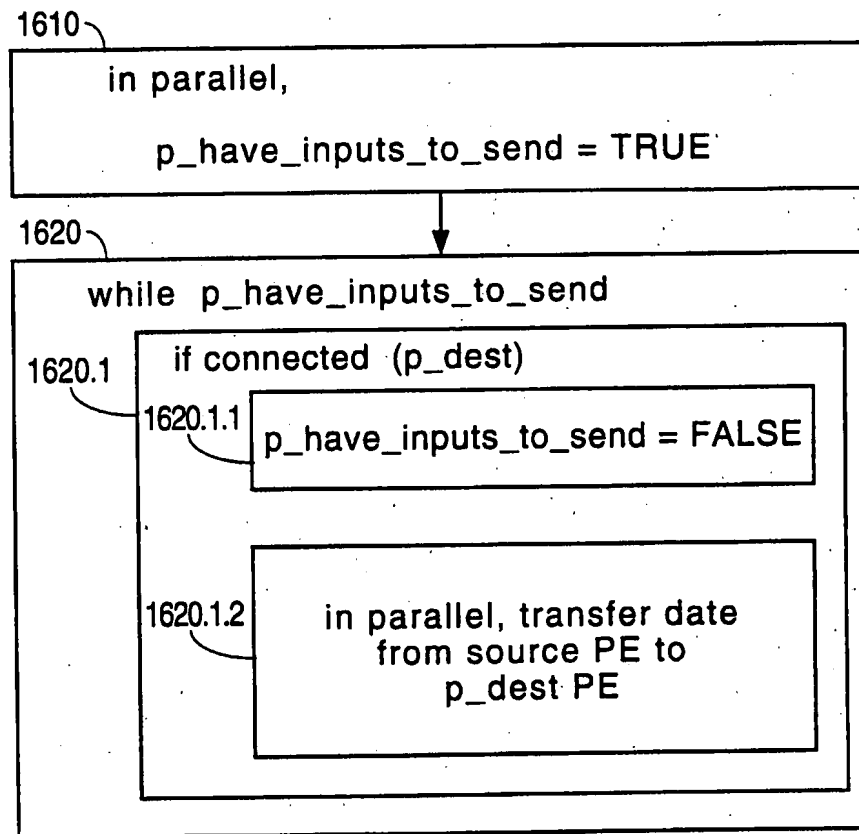 1610
in parallel,
p_have_inputs_to_send = TRUE
1620
while p_have_inputs_to_send
1620.1
if connected (p_dest)
1620.1.1
p_have_inputs_to_send = FALSE
1620.1.2
in parallel, transfer date
from source PE to
p_dest PE